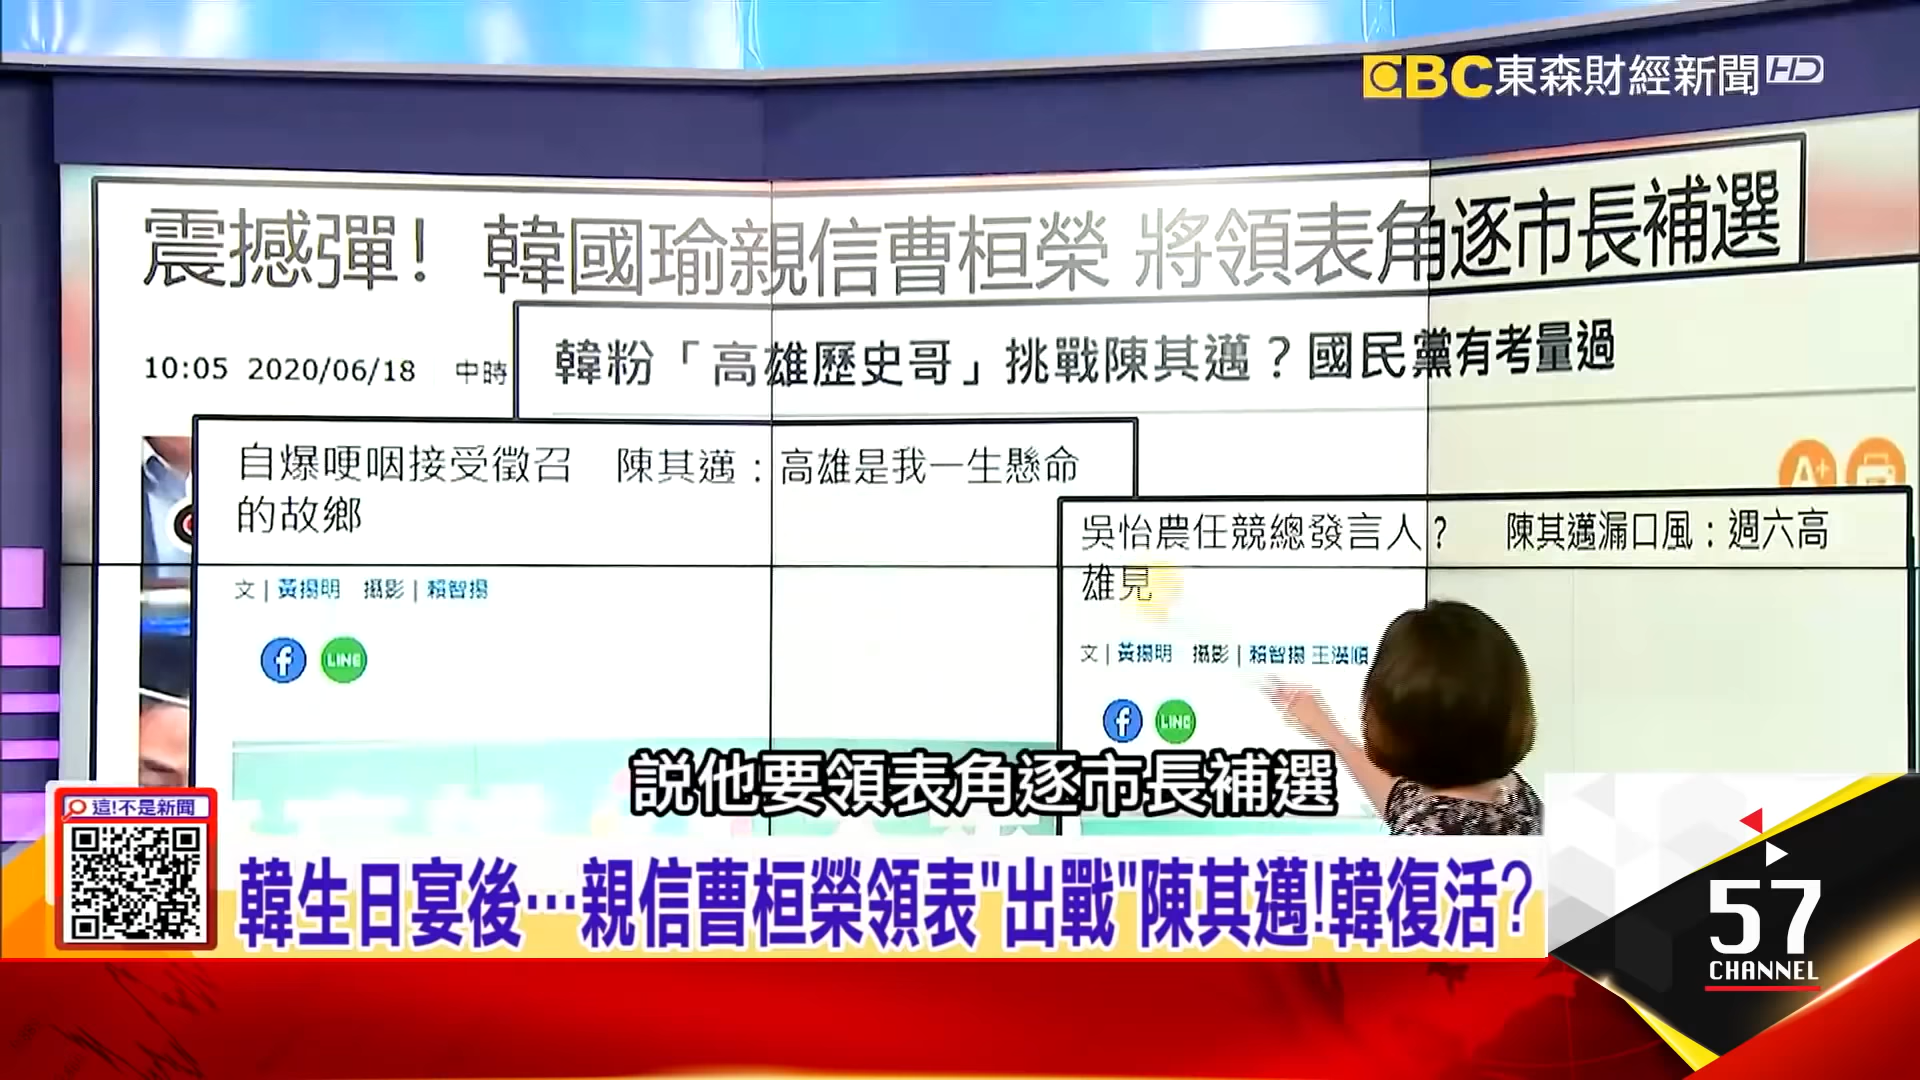 EBC東森財經新聞HD
震撼彈! 韓國瑜親信曹桓榮 將領表角逐市長補選
10:05 2020/06/18 中時
韓粉「高雄歷史哥」挑戰陳其邁?國民黨有考量過
A+
自爆哽咽接受徵召 陳其邁:高雄是我一生懸命
的故鄉
文|黃揚明 攝影|賴智揚
f LINE
吳怡農任競總發言人? 陳其邁漏口風:週六高
雄見
文|黃揚明 攝影|賴智揚 王漢順
f LINE
説他要領表角逐市長補選
這!不是新聞
韓生日宴後…親信曹桓榮領表"出戰"陳其邁!韓復活?
57
CHANNEL